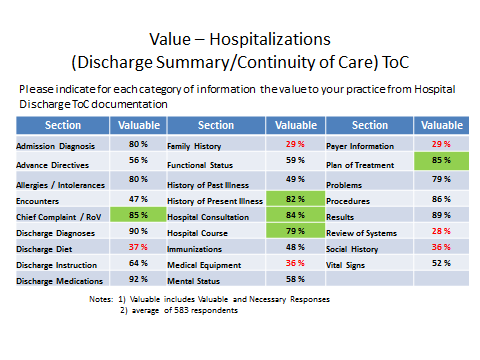 Value – Hospitalizations
(Discharge Summary/Continuity of Care) ToC
Please indicate for each category of information the value to your practice from Hospital
Discharge ToC documentation
Section Valuable Section Valuable Section Valuable
Admission Diagnosis 80 % Family History 29 % Payer Information 29 %
Advance Directives 56 % Functional Status 59 % Plan of Treatment 85 %
Allergies / Intolerances 80 % History of Past Illness 49 % Problems 79 %
Encounters 47 % History of Present Illness 82 % Procedures 86 %
Chief Complaint / RoV 85 % Hospital Consultation 84 % Results 89 %
Discharge Diagnoses 90 % Hospital Course 79 % Review of Systems 28 %
Discharge Diet 37 % Immunizations 48 % Social History 36 %
Discharge Instruction 64 % Medical Equipment 36 % Vital Signs 52 %
Discharge Medications 92 % Mental Status 58 %
Notes: 1) Valuable includes Valuable and Necessary Responses
2) average of 583 respondents